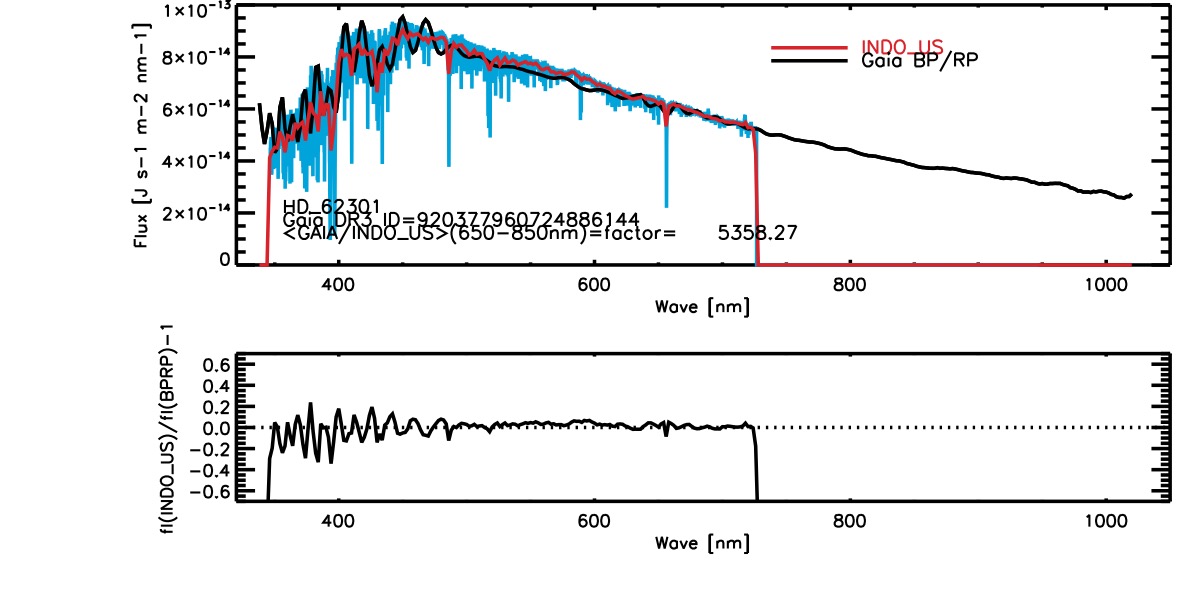 1×10−13
8×10−14
6×10−14
4×10−14
2×10−14
0
Flux [J s−1 m−2 nm−1]
INDO_US
Gaia BP/RP
HD_62301
Gaia DR3 ID=920377960724886144
<GAIA/INDO_US>(650−850nm)=factor= 5358.27
400 600 800 1000
Wave [nm]
fl(INDO_US)/fl(BPRP)−1
0.6
0.4
0.2
0.0
−0.2
−0.4
−0.6
400 600 800 1000
Wave [nm]